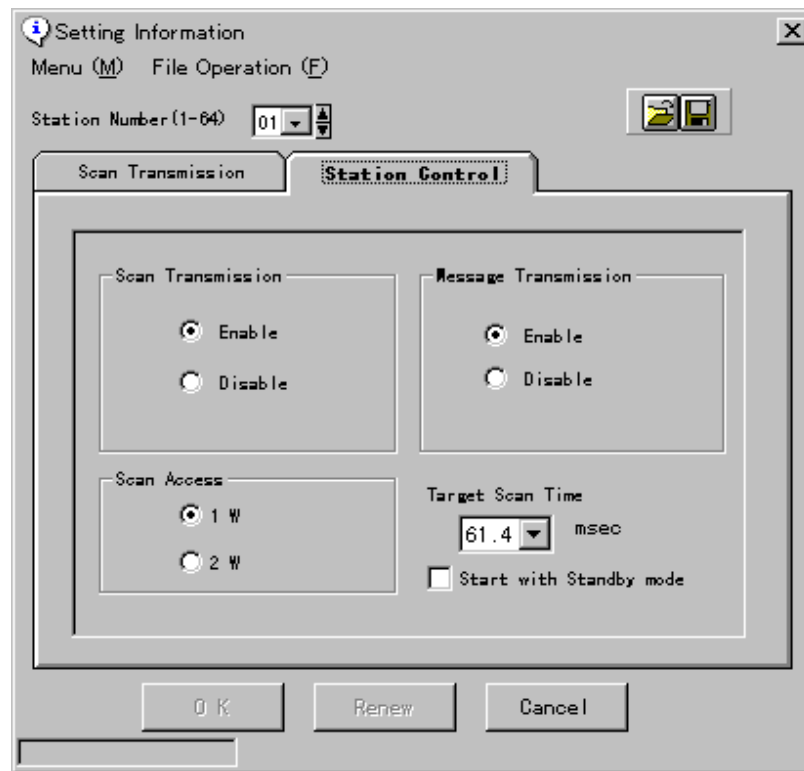 Setting Information
Menu (M) File Operation (F)
Station Number(1-64) 01
Scan Transmission Station Control
Scan Transmission
Enable
Disable
Message Transmission
Enable
Disable
Scan Access
1 W
2 W
Target Scan Time
61.4 msec
Start with Standby mode
O K Renew Cancel